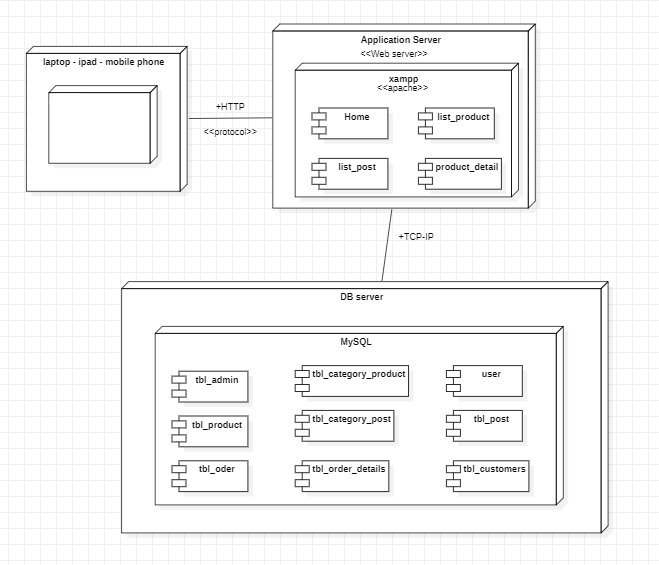 laptop - ipad - mobile phone
+HTTP
<<protocol>>
Application Server
<<Web server>>
xampp
<<apache>>
Home
list_product
list_post
product_detail
+TCP-IP
DB server
MySQL
tbl_admin
tbl_category_product
user
tbl_product
tbl_category_post
tbl_post
tbl_oder
tbl_order_details
tbl_customers